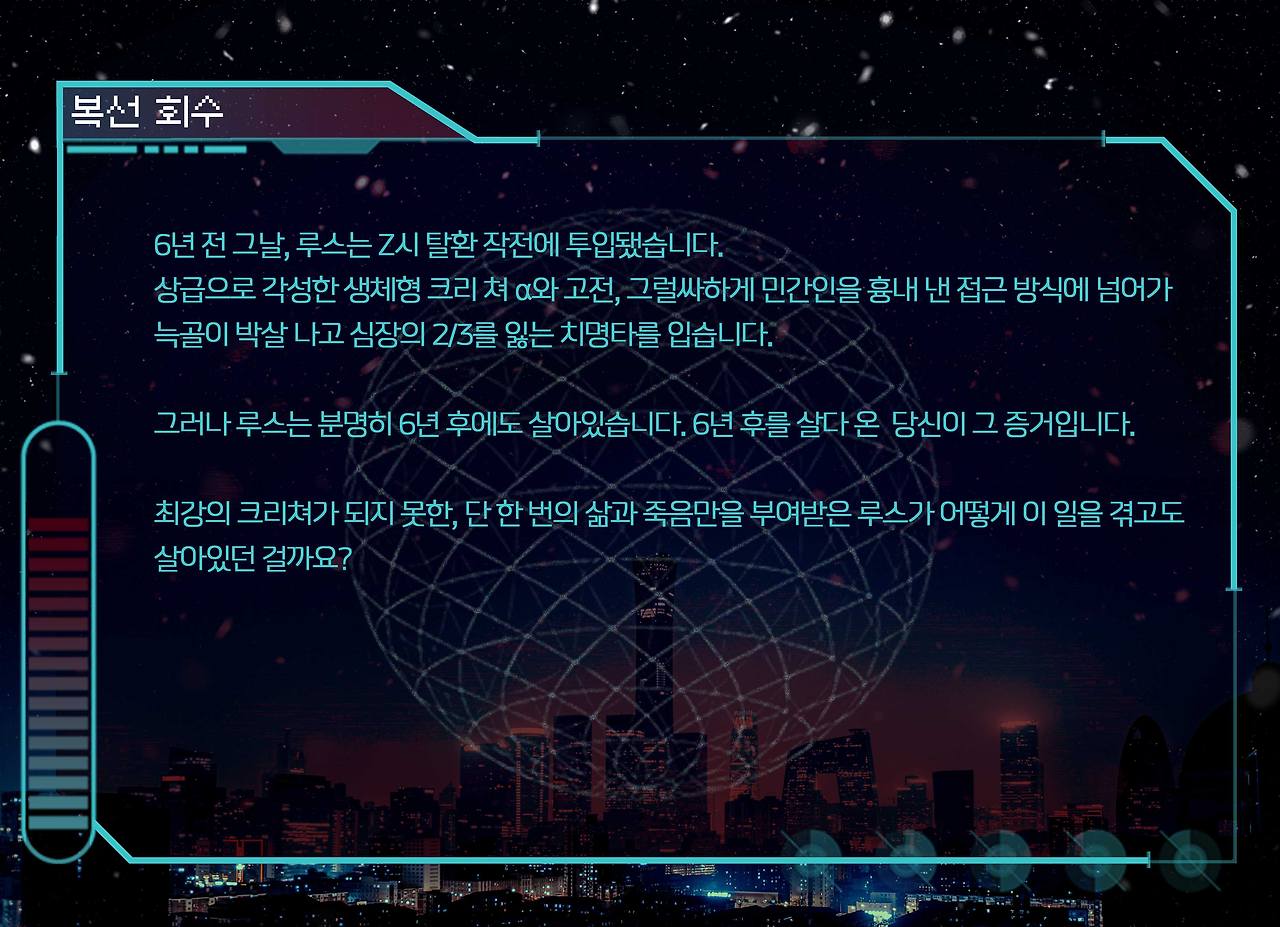 복선 회수
6년 전 그날, 루스는 Z시 탈환 작전에 투입됐습니다.
상급으로 각성한 생체형 크리 쳐 α와 고전, 그럴싸하게 민간인을 흉내 낸 접근 방식에 넘어가
늑골이 박살 나고 심장의 2/3를 잃는 치명타를 입습니다.
그러나 루스는 분명히 6년 후에도 살아있습니다. 6년 후를 살다 온 당신이 그 증거입니다.
최강의 크리쳐가 되지 못한, 단 한 번의 삶과 죽음만을 부여받은 루스가 어떻게 이 일을 겪고도
살아있던 걸까요?